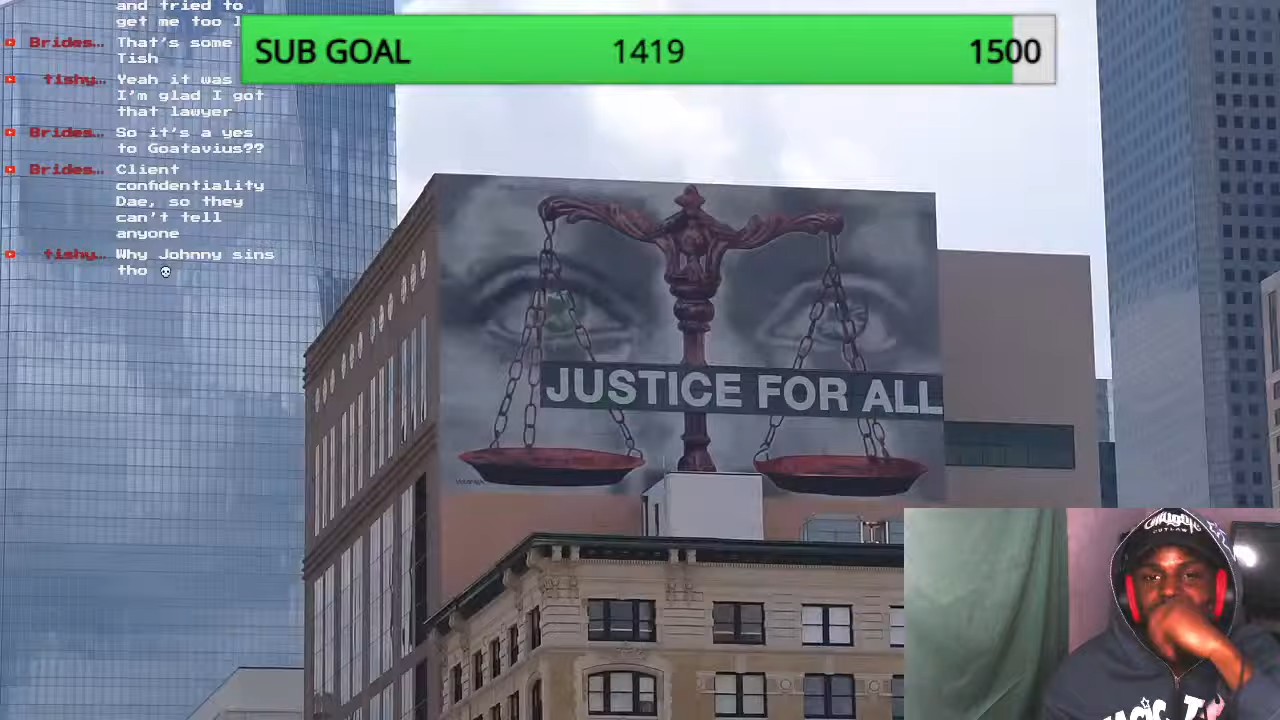 and tried to
get me too
SUB GOAL 1419 1500
Brides… That's some
Tish
tishy… Yeah it was
I'm glad I got
that lawyer
Brides… So it's a yes
to Goatavius??
Brides… Client
confidentiality
Dae, so they
can't tell
anyone
tishy… Why Johnny sins
tho 💀
JUSTICE FOR ALL
OUTLAW